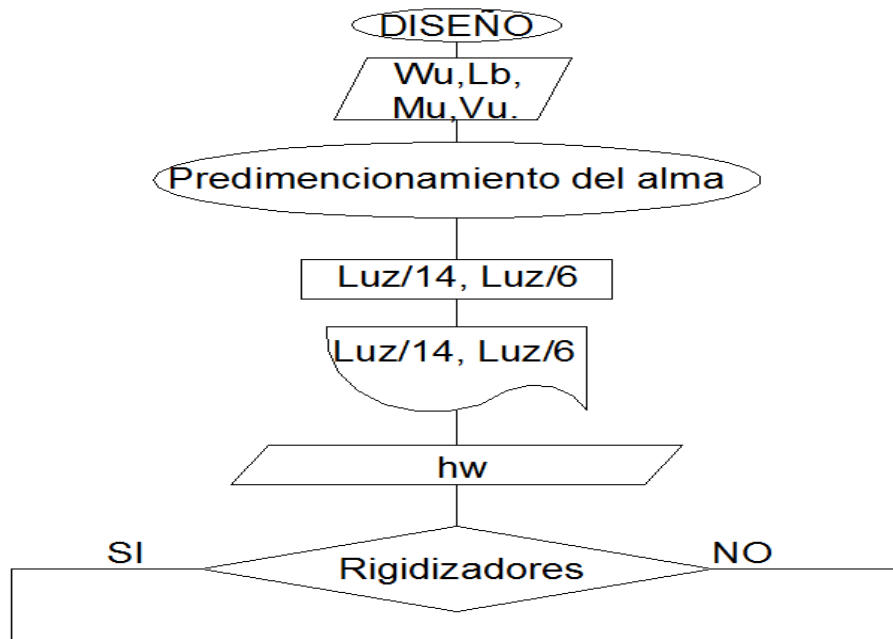 DISEÑO
Wu,Lb,
Mu,Vu.
Predimencionamiento del alma
Luz/14, Luz/6
Luz/14, Luz/6
hw
SI
Rigidizadores
NO